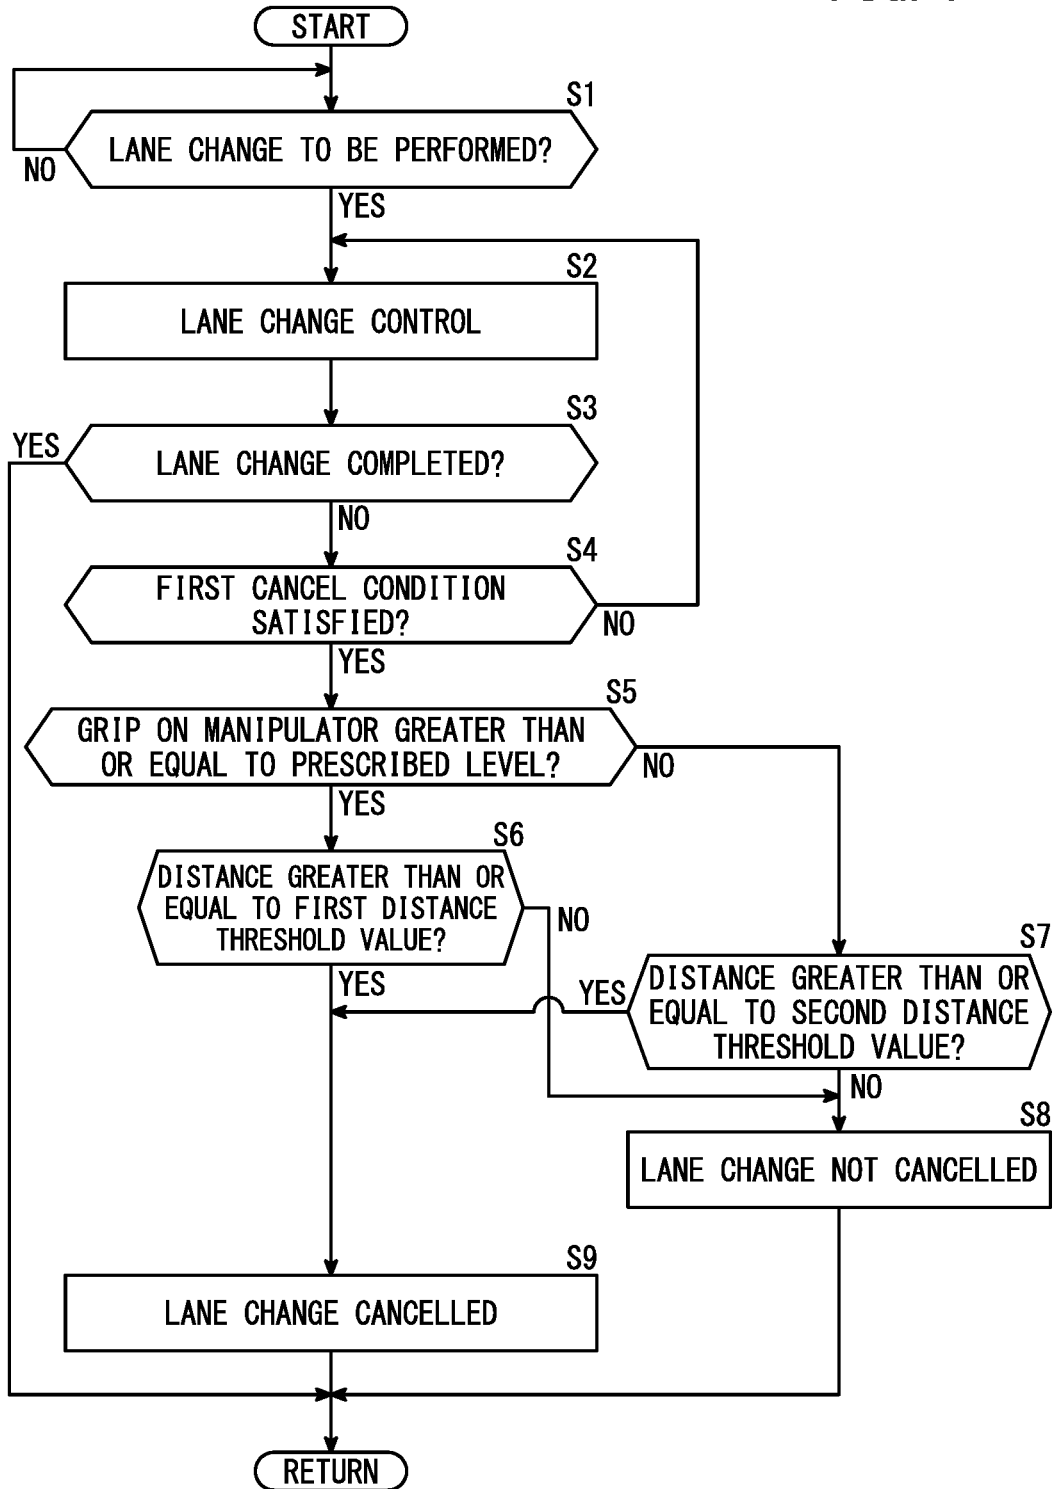 START
S1
LANE CHANGE TO BE PERFORMED?
NO
YES
S2
LANE CHANGE CONTROL
S3
YES
LANE CHANGE COMPLETED?
NO
S4
FIRST CANCEL CONDITION
SATISFIED?
NO
YES
S5
GRIP ON MANIPULATOR GREATER THAN
OR EQUAL TO PRESCRIBED LEVEL?
NO
YES
S6
DISTANCE GREATER THAN OR
EQUAL TO FIRST DISTANCE
THRESHOLD VALUE?
NO
YES
S7
DISTANCE GREATER THAN OR
EQUAL TO SECOND DISTANCE
THRESHOLD VALUE?
YES
NO
S8
LANE CHANGE NOT CANCELLED
S9
LANE CHANGE CANCELLED
RETURN